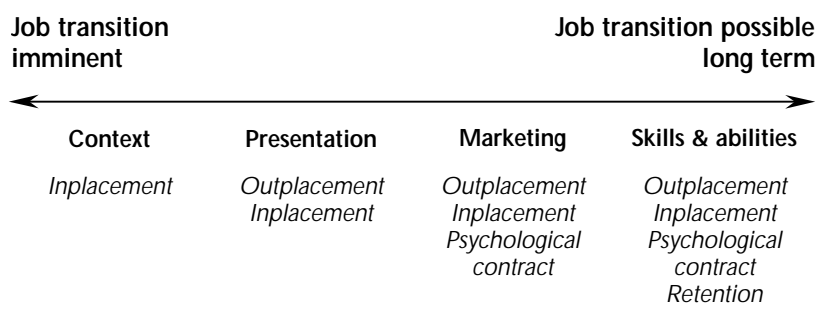 Job transition
imminent
Job transition possible
long term
Context
Inplacement
Presentation
Outplacement
Inplacement
Marketing
Outplacement
Inplacement
Psychological
contract
Skills & abilities
Outplacement
Inplacement
Psychological
contract
Retention